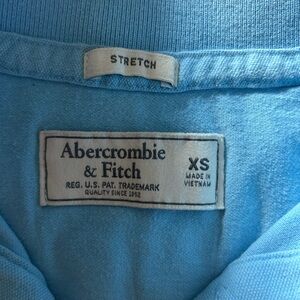 STRETCH
Abercrombie
& Fitch
REG. U.S. PAT. TRADEMARK
QUALITY SINCE 1892
XS
MADE IN
VIETNAM